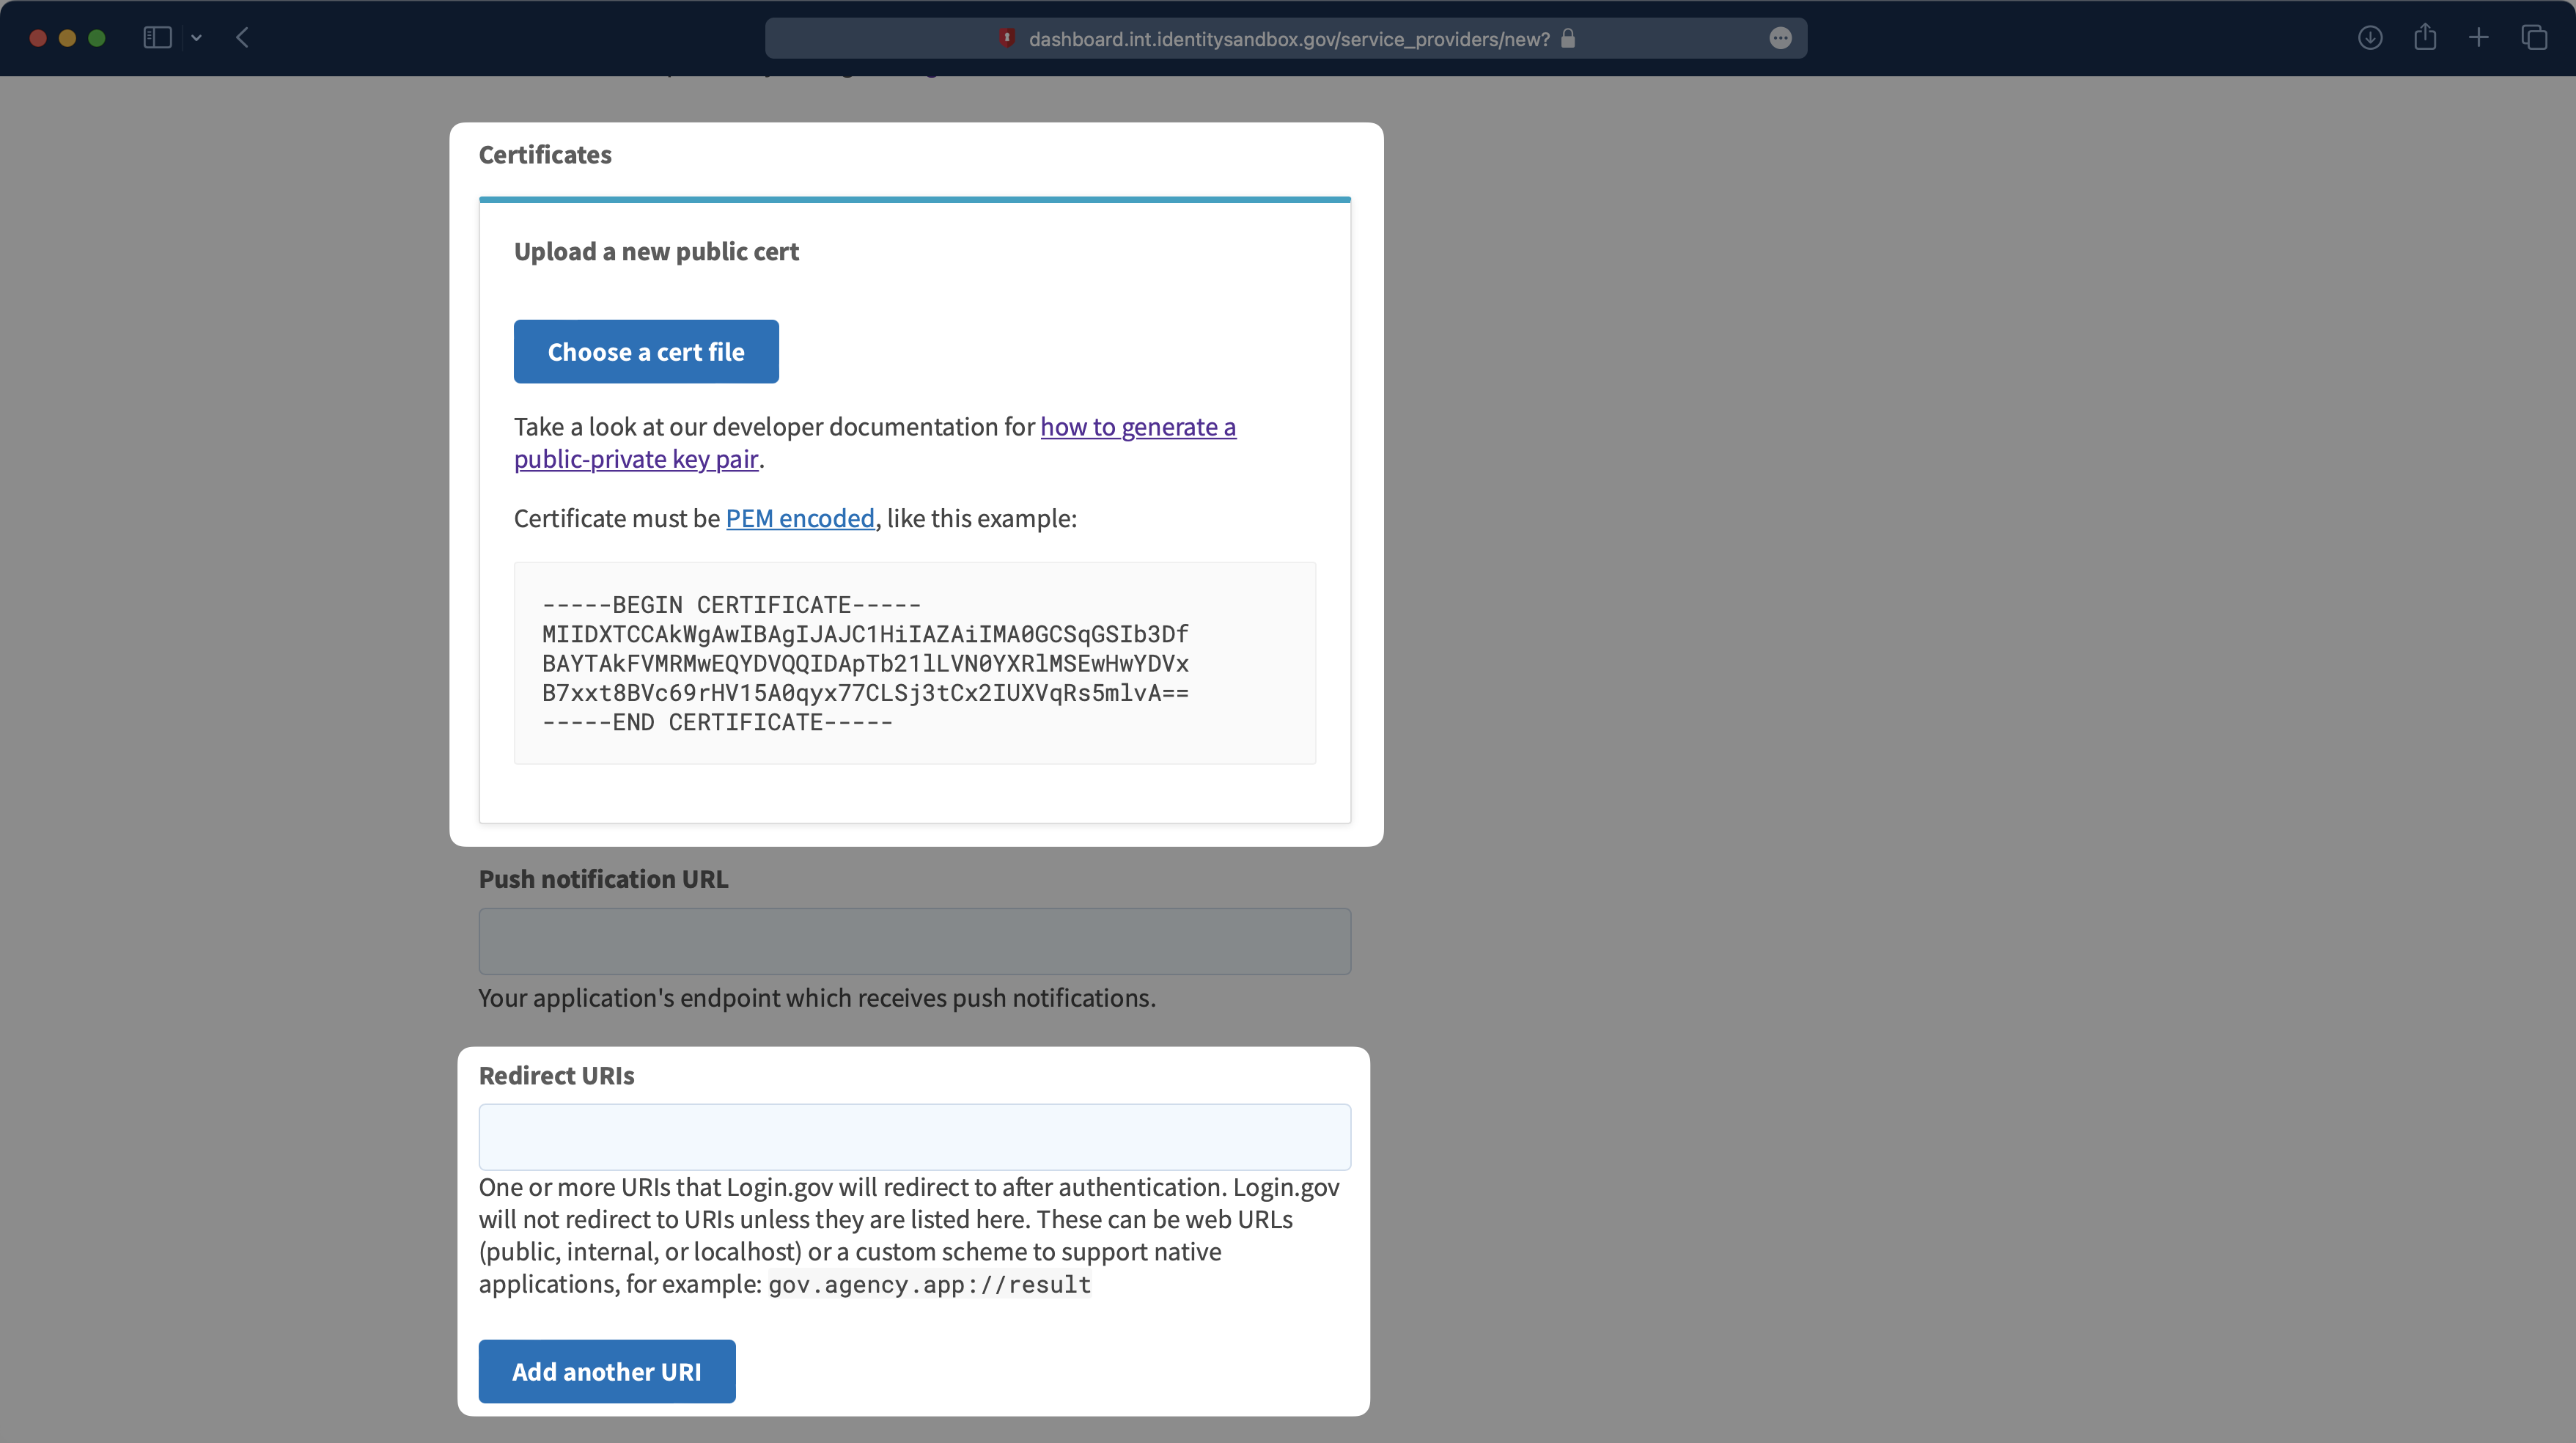 dashboard.int.identitysandbox.gov/service_providers/new?
Certificates
Upload a new public cert
Choose a cert file
Take a look at our developer documentation for how to generate a
public-private key pair.
Certificate must be PEM encoded, like this example:
-----BEGIN CERTIFICATE-----
MIIDXTCCAkWgAwIBAgIJAJC1HiIAZAiIMA0GCSqGSIb3Df
BAYTAkFVMRMwEQYDVQQIDApTb21lLVN0YXRlMSEwHwYDVx
B7xxt8BVc69rHV15A0qyx77CLSj3tCx2IUXVqRs5mlvA==
-----END CERTIFICATE-----
Push notification URL
Your application's endpoint which receives push notifications.
Redirect URIs
One or more URIs that Login.gov will redirect to after authentication. Login.gov
will not redirect to URIs unless they are listed here. These can be web URLs
(public, internal, or localhost) or a custom scheme to support native
applications, for example: gov.agency.app://result
Add another URI